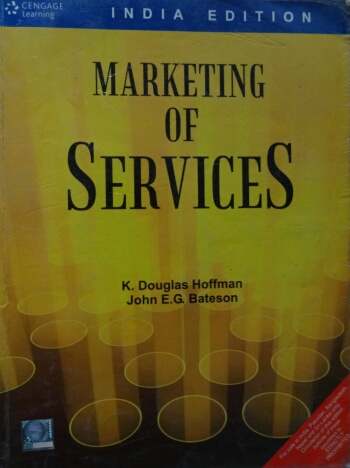 CENGAGE
Learning
INDIA EDITION
MARKETING
OF
SERVICES
K. Douglas Hoffman
John E.G. Bateson